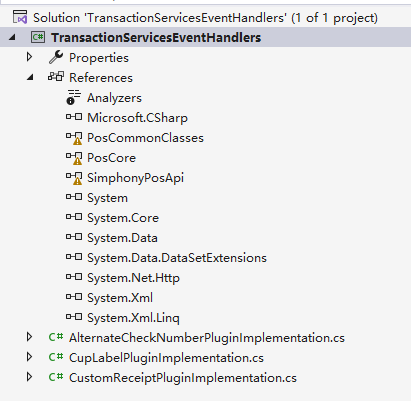 Solution 'TransactionServicesEventHandlers' (1 of 1 project)
C# TransactionServicesEventHandlers
Properties
References
Analyzers
Microsoft.CSharp
PosCommonClasses
PosCore
SimphonyPosApi
System
System.Core
System.Data
System.Data.DataSetExtensions
System.Net.Http
System.Xml
System.Xml.Linq
C# AlternateCheckNumberPluginImplementation.cs
C# CupLabelPluginImplementation.cs
C# CustomReceiptPluginImplementation.cs